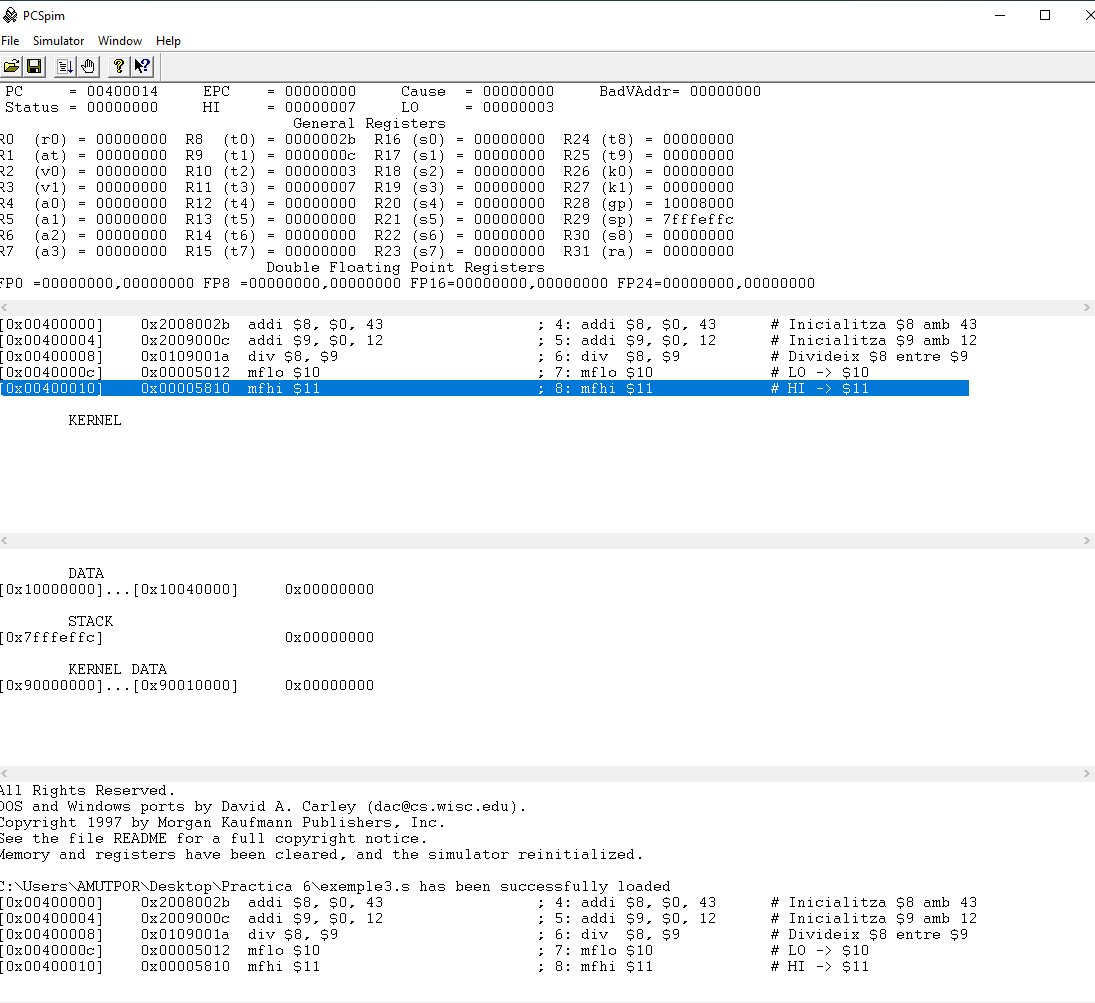 PCSpim
File Simulator Window Help
PC = 00400014 EPC = 00000000 Cause = 00000000 BadVAddr= 00000000
Status = 00000000 HI = 00000007 LO = 00000003
General Registers
R0 (r0) = 00000000 R8 (t0) = 0000002b R16 (s0) = 00000000 R24 (t8) = 00000000
R1 (at) = 00000000 R9 (t1) = 0000000c R17 (s1) = 00000000 R25 (t9) = 00000000
R2 (v0) = 00000000 R10 (t2) = 00000003 R18 (s2) = 00000000 R26 (k0) = 00000000
R3 (v1) = 00000000 R11 (t3) = 00000007 R19 (s3) = 00000000 R27 (k1) = 00000000
R4 (a0) = 00000000 R12 (t4) = 00000000 R20 (s4) = 00000000 R28 (gp) = 10008000
R5 (a1) = 00000000 R13 (t5) = 00000000 R21 (s5) = 00000000 R29 (sp) = 7fffeffc
R6 (a2) = 00000000 R14 (t6) = 00000000 R22 (s6) = 00000000 R30 (s8) = 00000000
R7 (a3) = 00000000 R15 (t7) = 00000000 R23 (s7) = 00000000 R31 (ra) = 00000000
Double Floating Point Registers
FP0 =00000000,00000000 FP8 =00000000,00000000 FP16=00000000,00000000 FP24=00000000,00000000
[0x00400000] 0x2008002b addi $8, $0, 43 ; 4: addi $8, $0, 43 # Inicialitza $8 amb 43
[0x00400004] 0x2009000c addi $9, $0, 12 ; 5: addi $9, $0, 12 # Inicialitza $9 amb 12
[0x00400008] 0x0109001a div $8, $9 ; 6: div $8, $9 # Divideix $8 entre $9
[0x0040000c] 0x00005012 mflo $10 ; 7: mflo $10 # LO -> $10
[0x00400010] 0x00005810 mfhi $11 ; 8: mfhi $11 # HI -> $11
KERNEL
DATA
[0x10000000]...[0x10040000] 0x00000000
STACK
[0x7fffeffc] 0x00000000
KERNEL DATA
[0x90000000]...[0x90010000] 0x00000000
All Rights Reserved.
DOS and Windows ports by David A. Carley (dac@cs.wisc.edu).
Copyright 1997 by Morgan Kaufmann Publishers, Inc.
See the file README for a full copyright notice.
Memory and registers have been cleared, and the simulator reinitialized.
C:\Users\AMUTPOR\Desktop\Practica 6\exemple3.s has been successfully loaded
[0x00400000] 0x2008002b addi $8, $0, 43 ; 4: addi $8, $0, 43 # Inicialitza $8 amb 43
[0x00400004] 0x2009000c addi $9, $0, 12 ; 5: addi $9, $0, 12 # Inicialitza $9 amb 12
[0x00400008] 0x0109001a div $8, $9 ; 6: div $8, $9 # Divideix $8 entre $9
[0x0040000c] 0x00005012 mflo $10 ; 7: mflo $10 # LO -> $10
[0x00400010] 0x00005810 mfhi $11 ; 8: mfhi $11 # HI -> $11